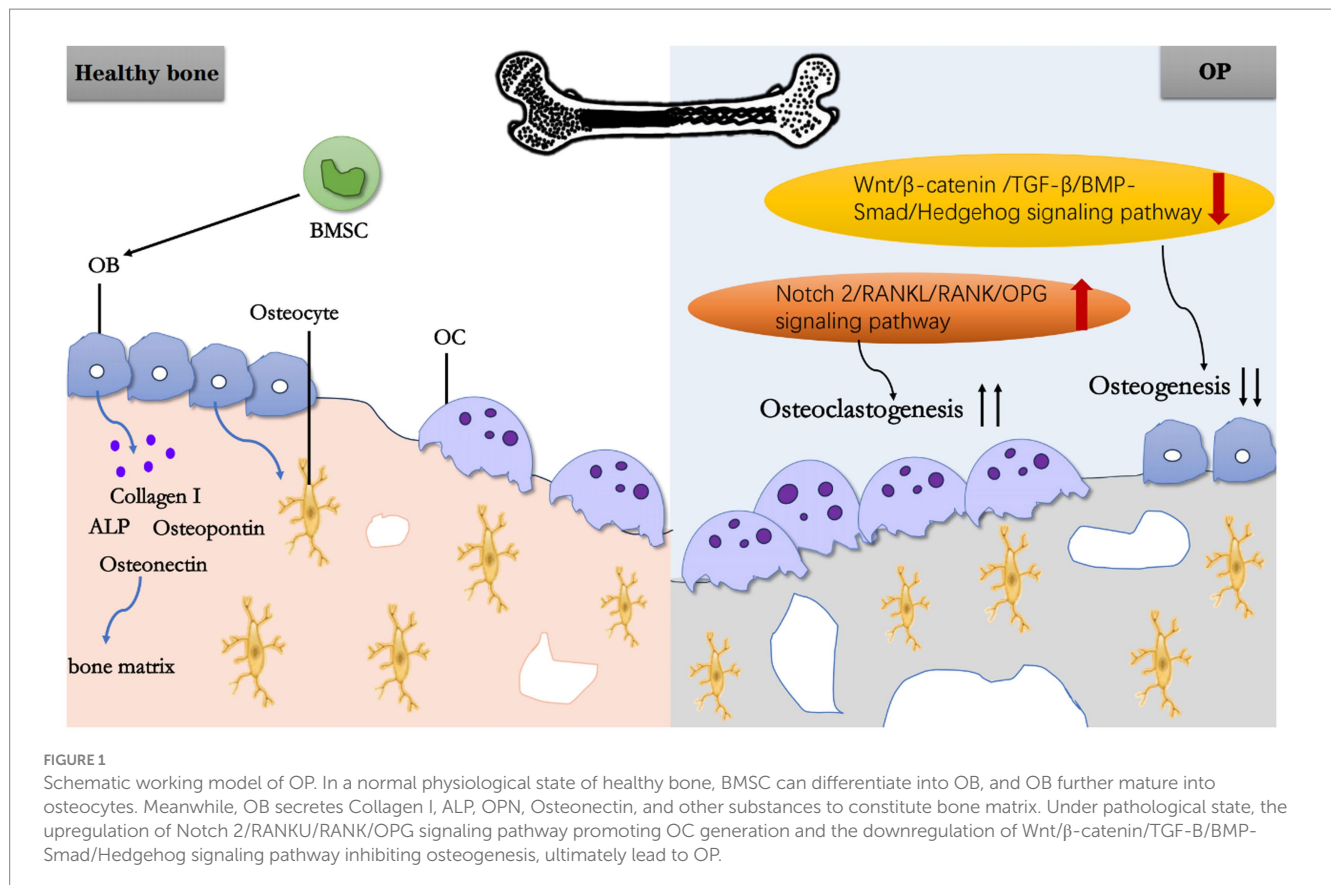 Healthy bone
OP
BMSC
OB
Osteocyte
OC
Collagen I
ALP
Osteopontin
Osteonectin
bone matrix
Wnt/β-catenin /TGF-β/BMP-
Smad/Hedgehog signaling pathway
Notch 2/RANKL/RANK/OPG
signaling pathway
Osteoclastogenesis
Osteogenesis
FIGURE 1
Schematic working model of OP. In a normal physiological state of healthy bone, BMSC can differentiate into OB, and OB further mature into
osteocytes. Meanwhile, OB secretes Collagen I, ALP, OPN, Osteonectin, and other substances to constitute bone matrix. Under pathological state, the
upregulation of Notch 2/RANKU/RANK/OPG signaling pathway promoting OC generation and the downregulation of Wnt/β-catenin/TGF-B/BMP-
Smad/Hedgehog signaling pathway inhibiting osteogenesis, ultimately lead to OP.